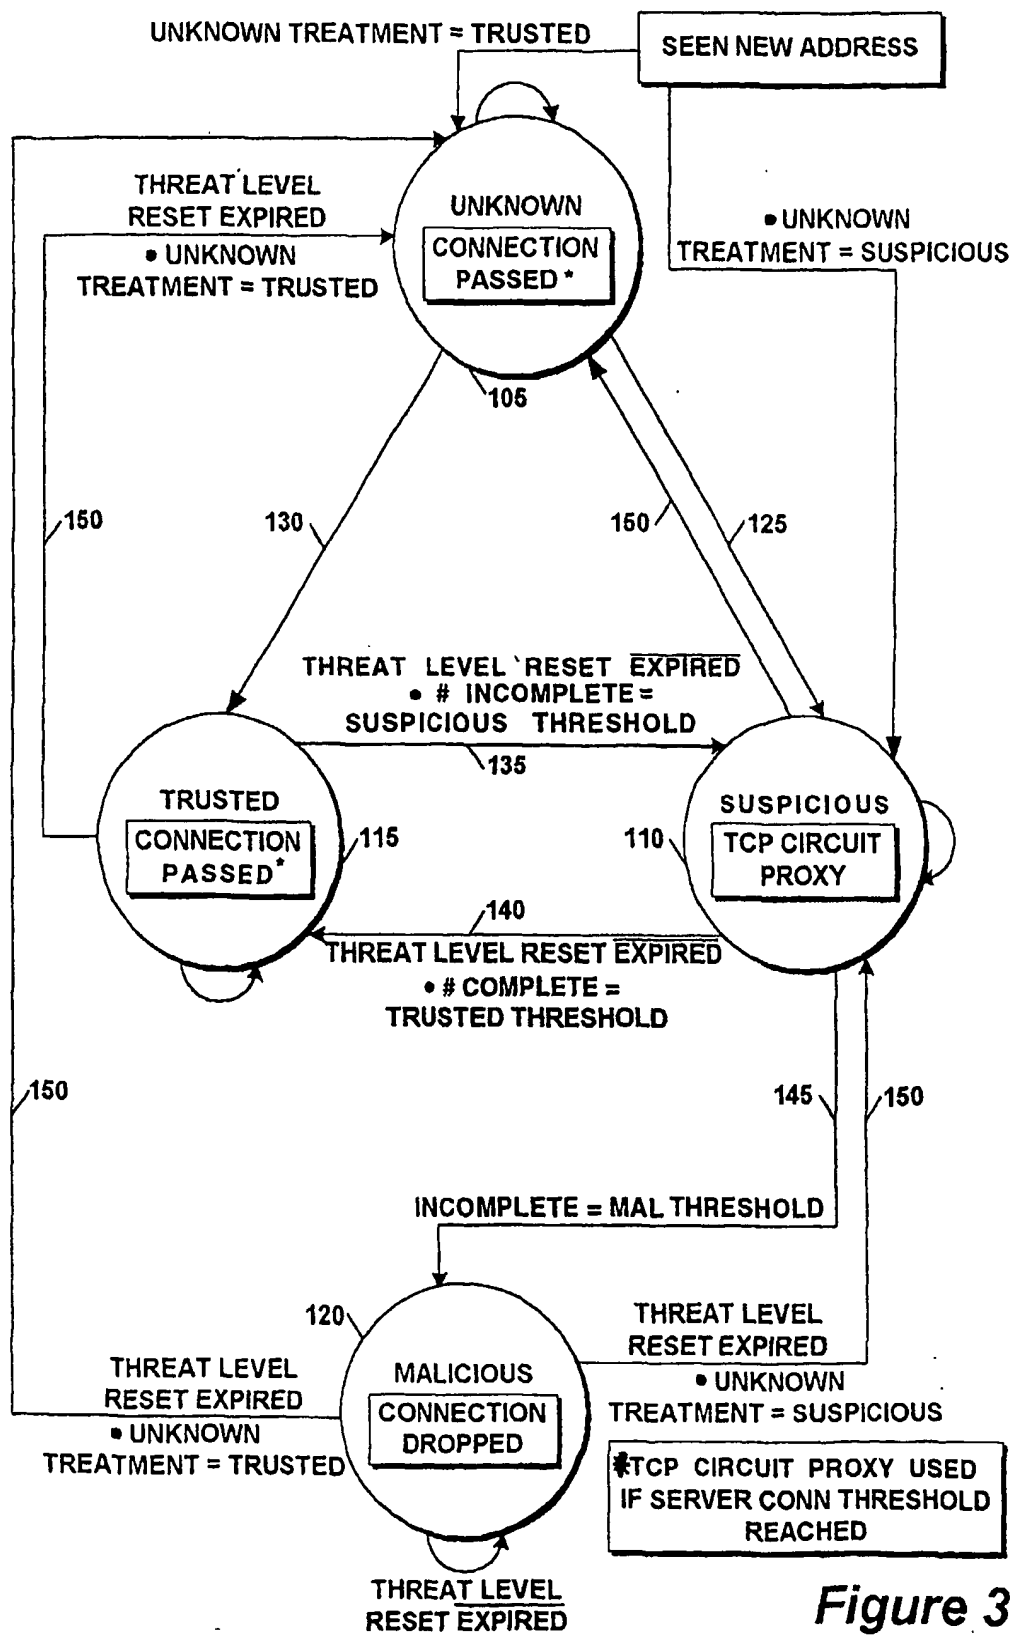 UNKNOWN TREATMENT = TRUSTED
SEEN NEW ADDRESS
THREAT LEVEL
RESET EXPIRED
• UNKNOWN
TREATMENT = TRUSTED
UNKNOWN
CONNECTION
PASSED *
• UNKNOWN
TREATMENT = SUSPICIOUS
105
150
130
150
125
THREAT LEVEL RESET EXPIRED
• # INCOMPLETE =
SUSPICIOUS THRESHOLD
135
TRUSTED
CONNECTION
PASSED *
115
110
SUSPICIOUS
TCP CIRCUIT
PROXY
140
THREAT LEVEL RESET EXPIRED
• # COMPLETE =
TRUSTED THRESHOLD
150
145
150
INCOMPLETE = MAL THRESHOLD
120
THREAT LEVEL
RESET EXPIRED
• UNKNOWN
TREATMENT = SUSPICIOUS
THREAT LEVEL
RESET EXPIRED
• UNKNOWN
TREATMENT = TRUSTED
MALICIOUS
CONNECTION
DROPPED
*TCP CIRCUIT PROXY USED
IF SERVER CONN THRESHOLD
REACHED
THREAT LEVEL
RESET EXPIRED
Figure 3